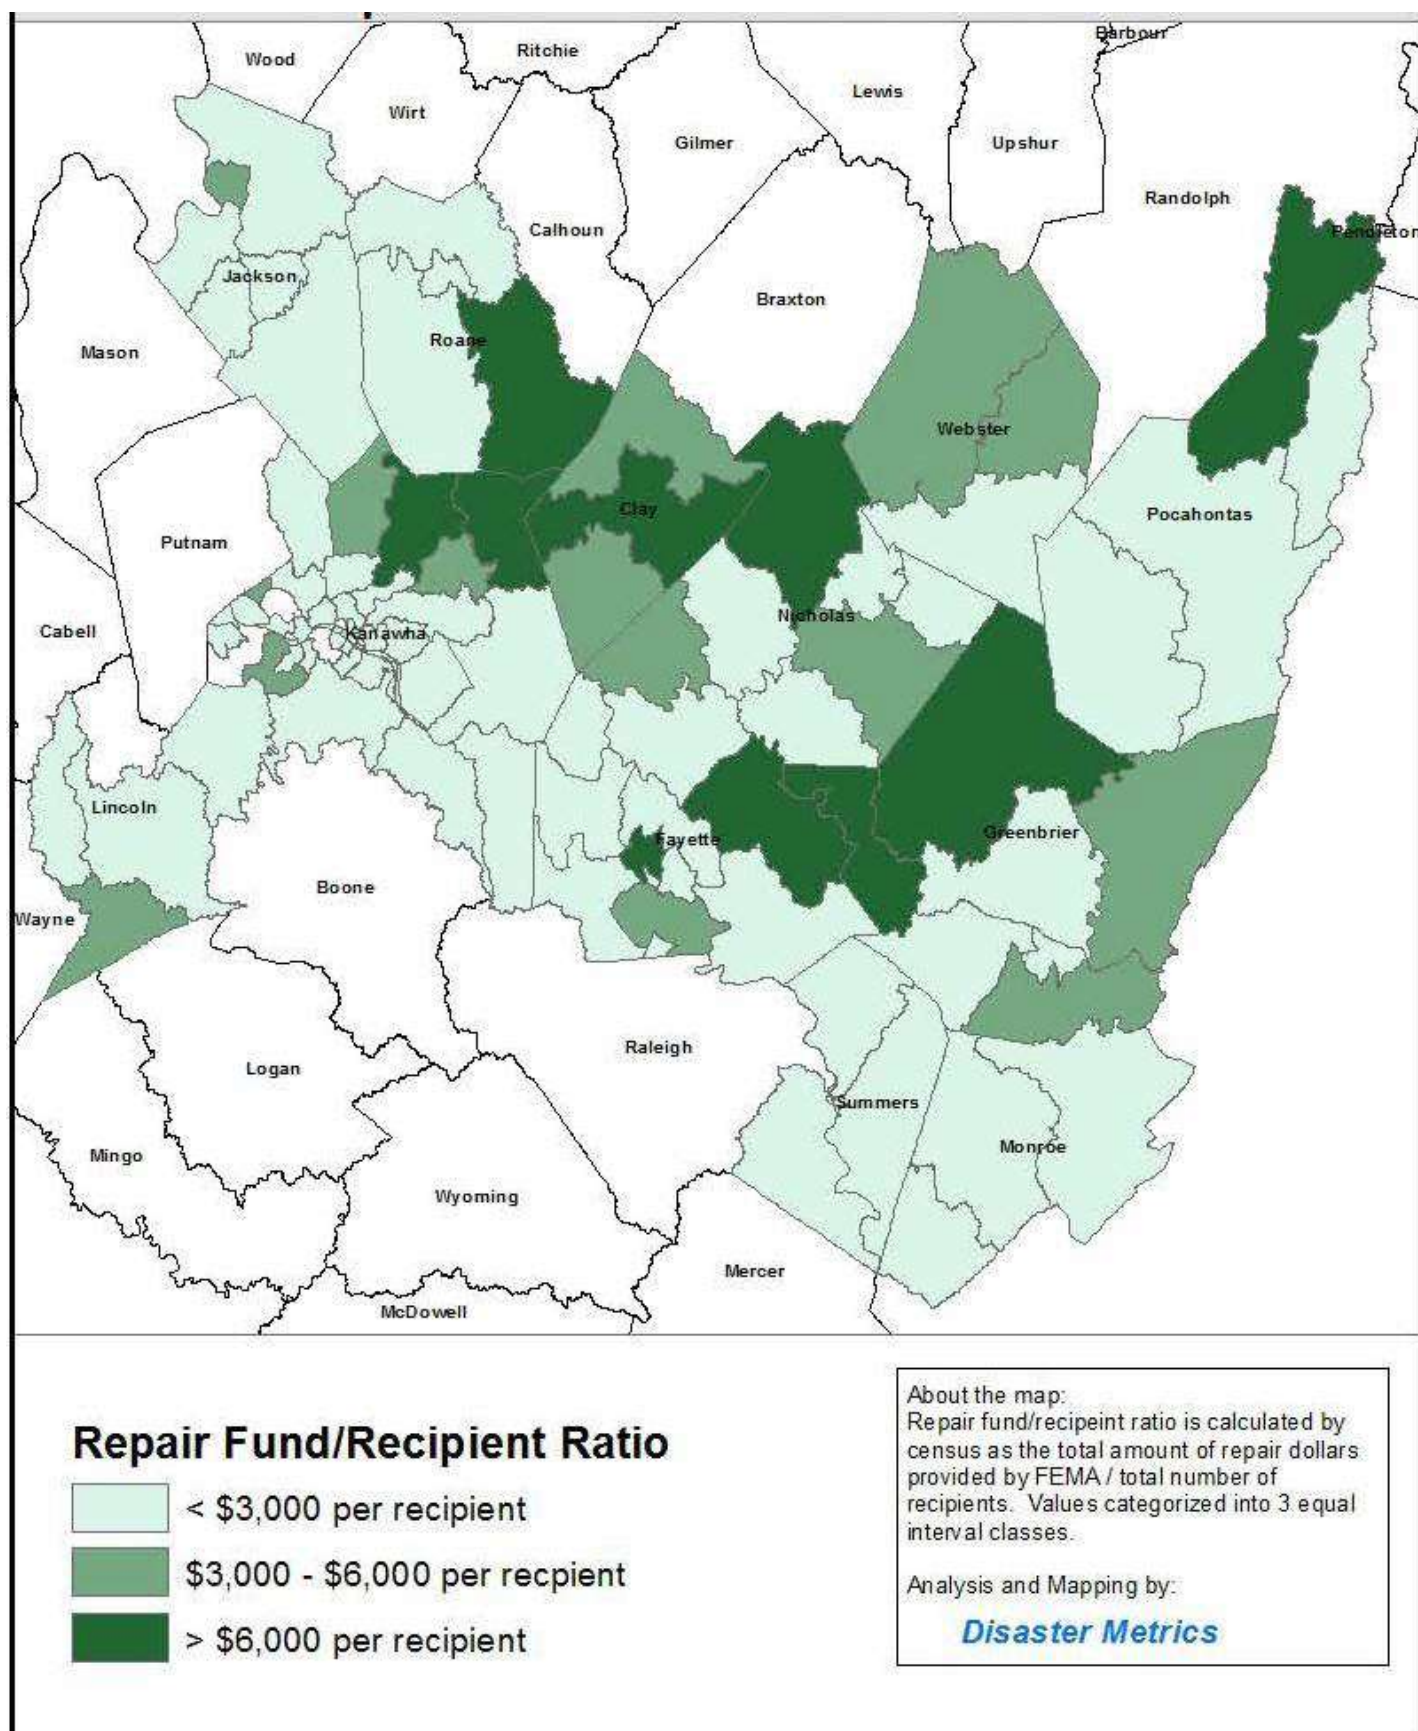 Barbour
Ritchie
Wood
Lewis
Wirt
Gilmer
Upshur
Randolph
Calhoun
Pendleton
Jackson
Braxton
Roane
Mason
Webster
Clay
Pocahontas
Putnam
Nicholas
Cabell
Kanawha
Lincoln
Greenbrier
Fayette
Boone
Wayne
Raleigh
Logan
Summers
Monroe
Mingo
Wyoming
Mercer
McDowell
Repair Fund/Recipient Ratio
< $3,000 per recipient
$3,000 - $6,000 per recpient
> $6,000 per recipient
About the map:
Repair fund/recipeint ratio is calculated by
census as the total amount of repair dollars
provided by FEMA / total number of
recipients. Values categorized into 3 equal
interval classes.
Analysis and Mapping by:
Disaster Metrics